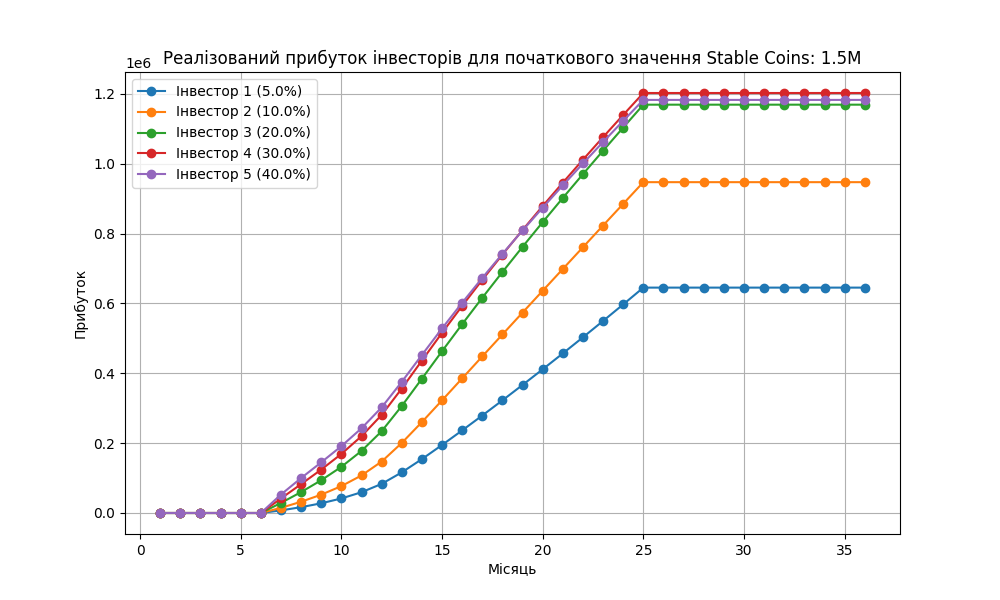 Реалізований прибуток інвесторів для початкового значення Stable Coins: 1.5M
1e6
Інвестор 1 (5.0%)
Інвестор 2 (10.0%)
Інвестор 3 (20.0%)
Інвестор 4 (30.0%)
Інвестор 5 (40.0%)
1.2
1.0
0.8
0.6
0.4
0.2
0.0
Прибуток
0 5 10 15 20 25 30 35
Місяць